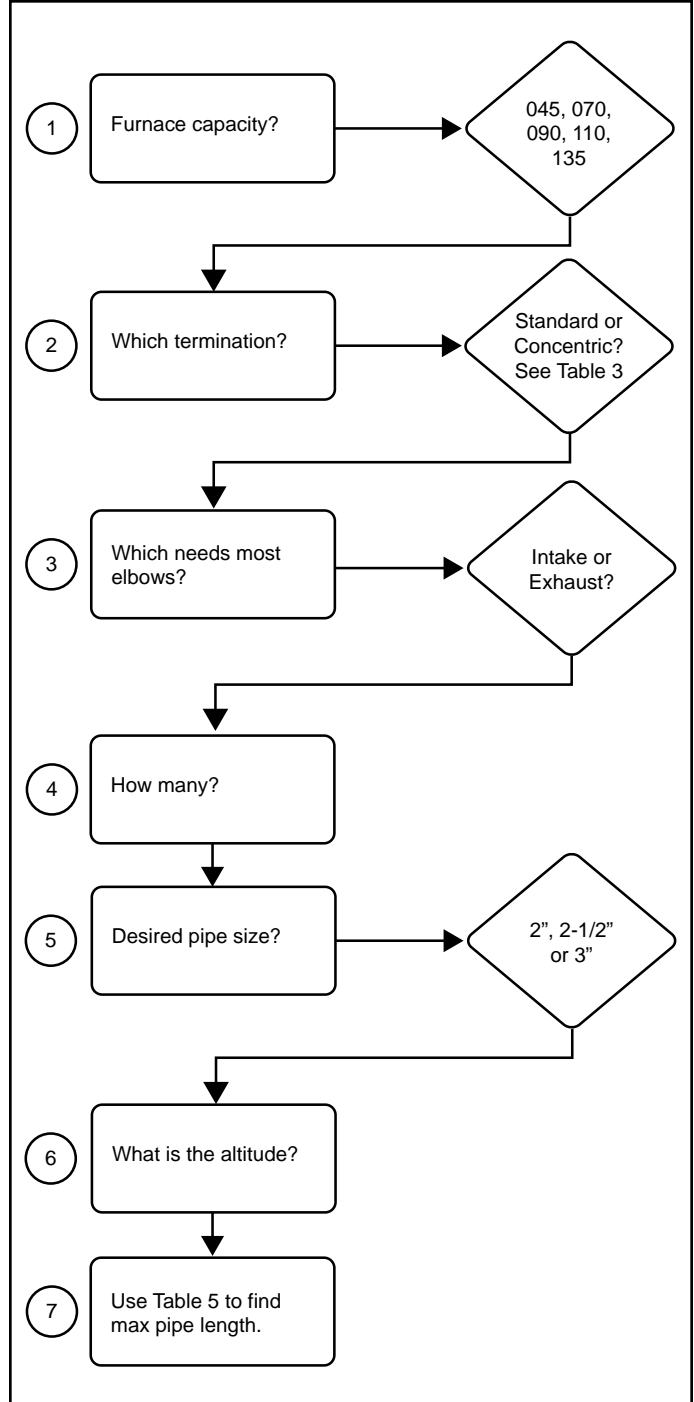 1
Furnace capacity?
045, 070,
090, 110,
135
2
Which termination?
Standard or
Concentric?
See Table 3
3
Which needs most
elbows?
Intake or
Exhaust?
4
How many?
5
Desired pipe size?
2”, 2-1/2”
or 3”
6
What is the altitude?
7
Use Table 5 to find
max pipe length.